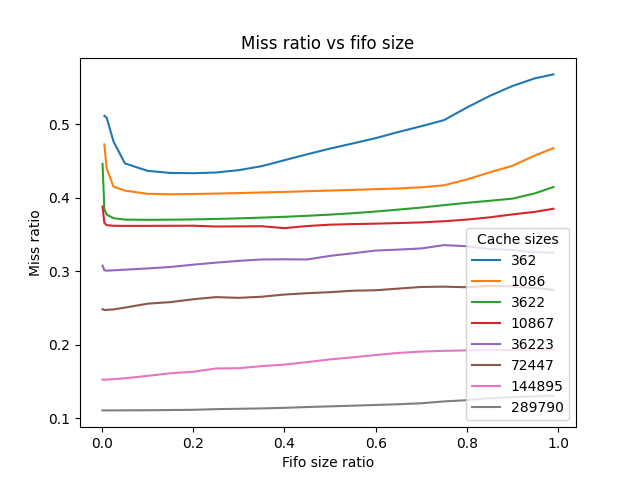 Miss ratio vs fifo size
Miss ratio
0.5
0.4
0.3
0.2
0.1
Cache sizes
362
1086
3622
10867
36223
72447
144895
289790
0.0 0.2 0.4 0.6 0.8 1.0
Fifo size ratio